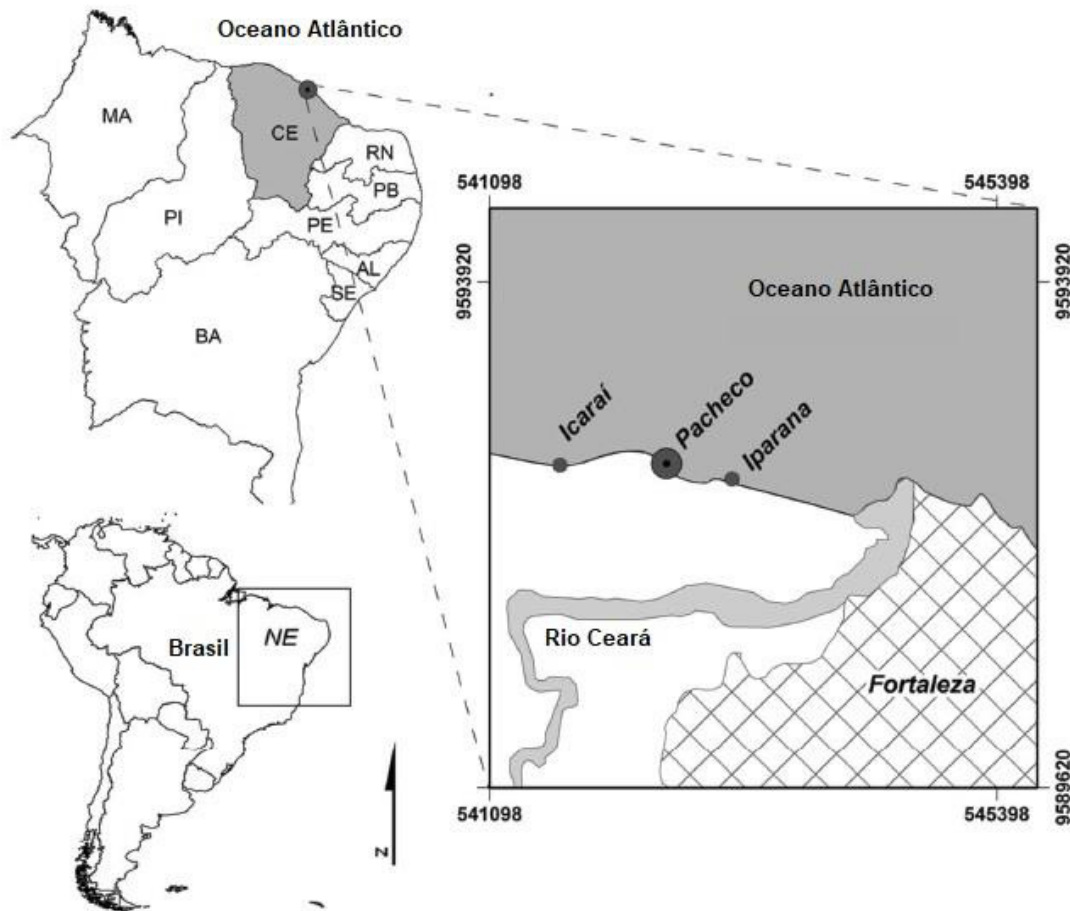 Oceano Atlântico
MA
CE
RN
PB
PI
PE
AL
SE
BA
541098
545398
9593920
9593920
Oceano Atlântico
Icaraí
Pacheco
Iparana
Rio Ceará
Fortaleza
Brasil
NE
N
541098
545398
9589620